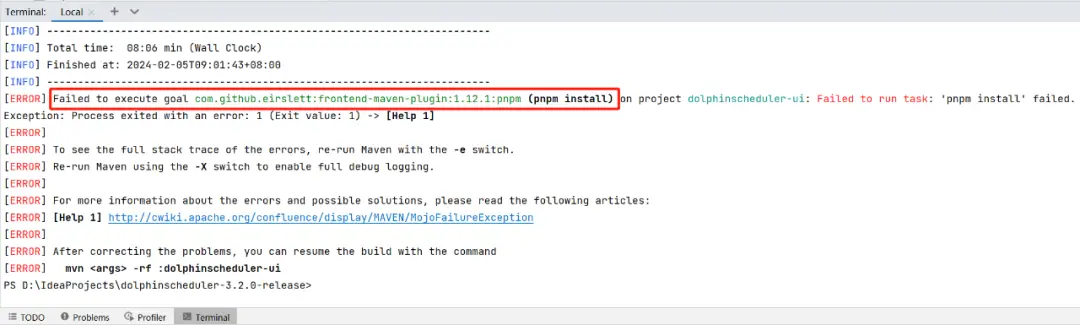 Terminal: Local × +
[INFO] ------------------------------------------------------------------------
[INFO] Total time:  08:06 min (Wall Clock)
[INFO] Finished at: 2024-02-05T09:01:43+08:00
[INFO] ------------------------------------------------------------------------
[ERROR] Failed to execute goal com.github.eirslett:frontend-maven-plugin:1.12.1:pnpm (pnpm install) on project dolphinscheduler-ui: Failed to run task: 'pnpm install' failed.
Exception: Process exited with an error: 1 (Exit value: 1) -> [Help 1]
[ERROR]
[ERROR] To see the full stack trace of the errors, re-run Maven with the -e switch.
[ERROR] Re-run Maven using the -X switch to enable full debug logging.
[ERROR]
[ERROR] For more information about the errors and possible solutions, please read the following articles:
[ERROR] [Help 1] http://cwiki.apache.org/confluence/display/MAVEN/MojoFailureException
[ERROR]
[ERROR] After correcting the problems, you can resume the build with the command
[ERROR]   mvn <args> -rf :dolphinscheduler-ui
PS D:\IdeaProjects\dolphinscheduler-3.2.0-release>
TODO Problems Profiler Terminal